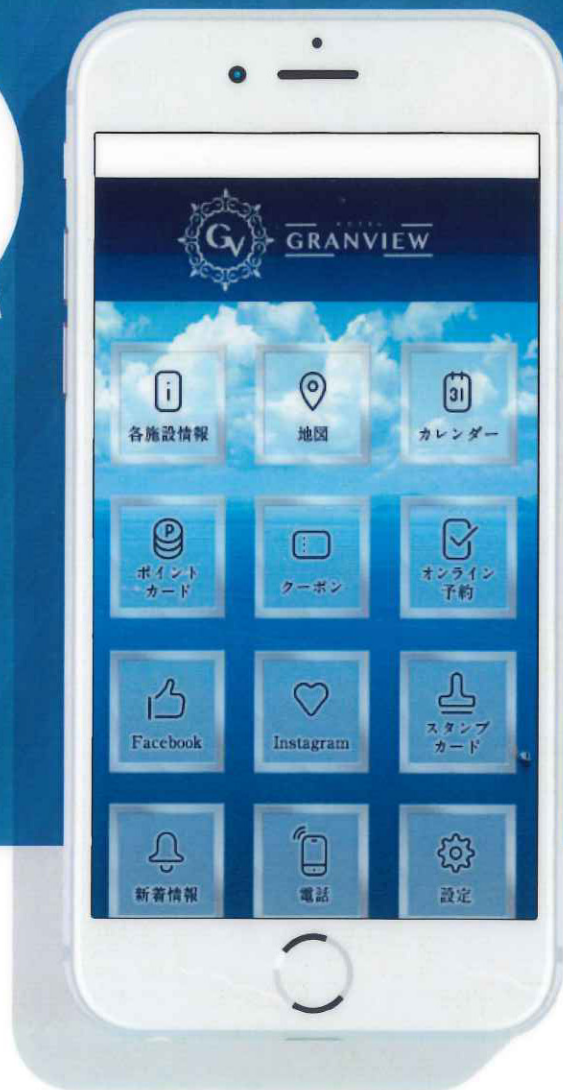 GV
HOTEL
GRANVIEW
各施設情報
地図
31
カレンダー
P
ポイント
カード
クーポン
オンライン
予約
Facebook
Instagram
スタンプ
カード
新着情報
電話
設定